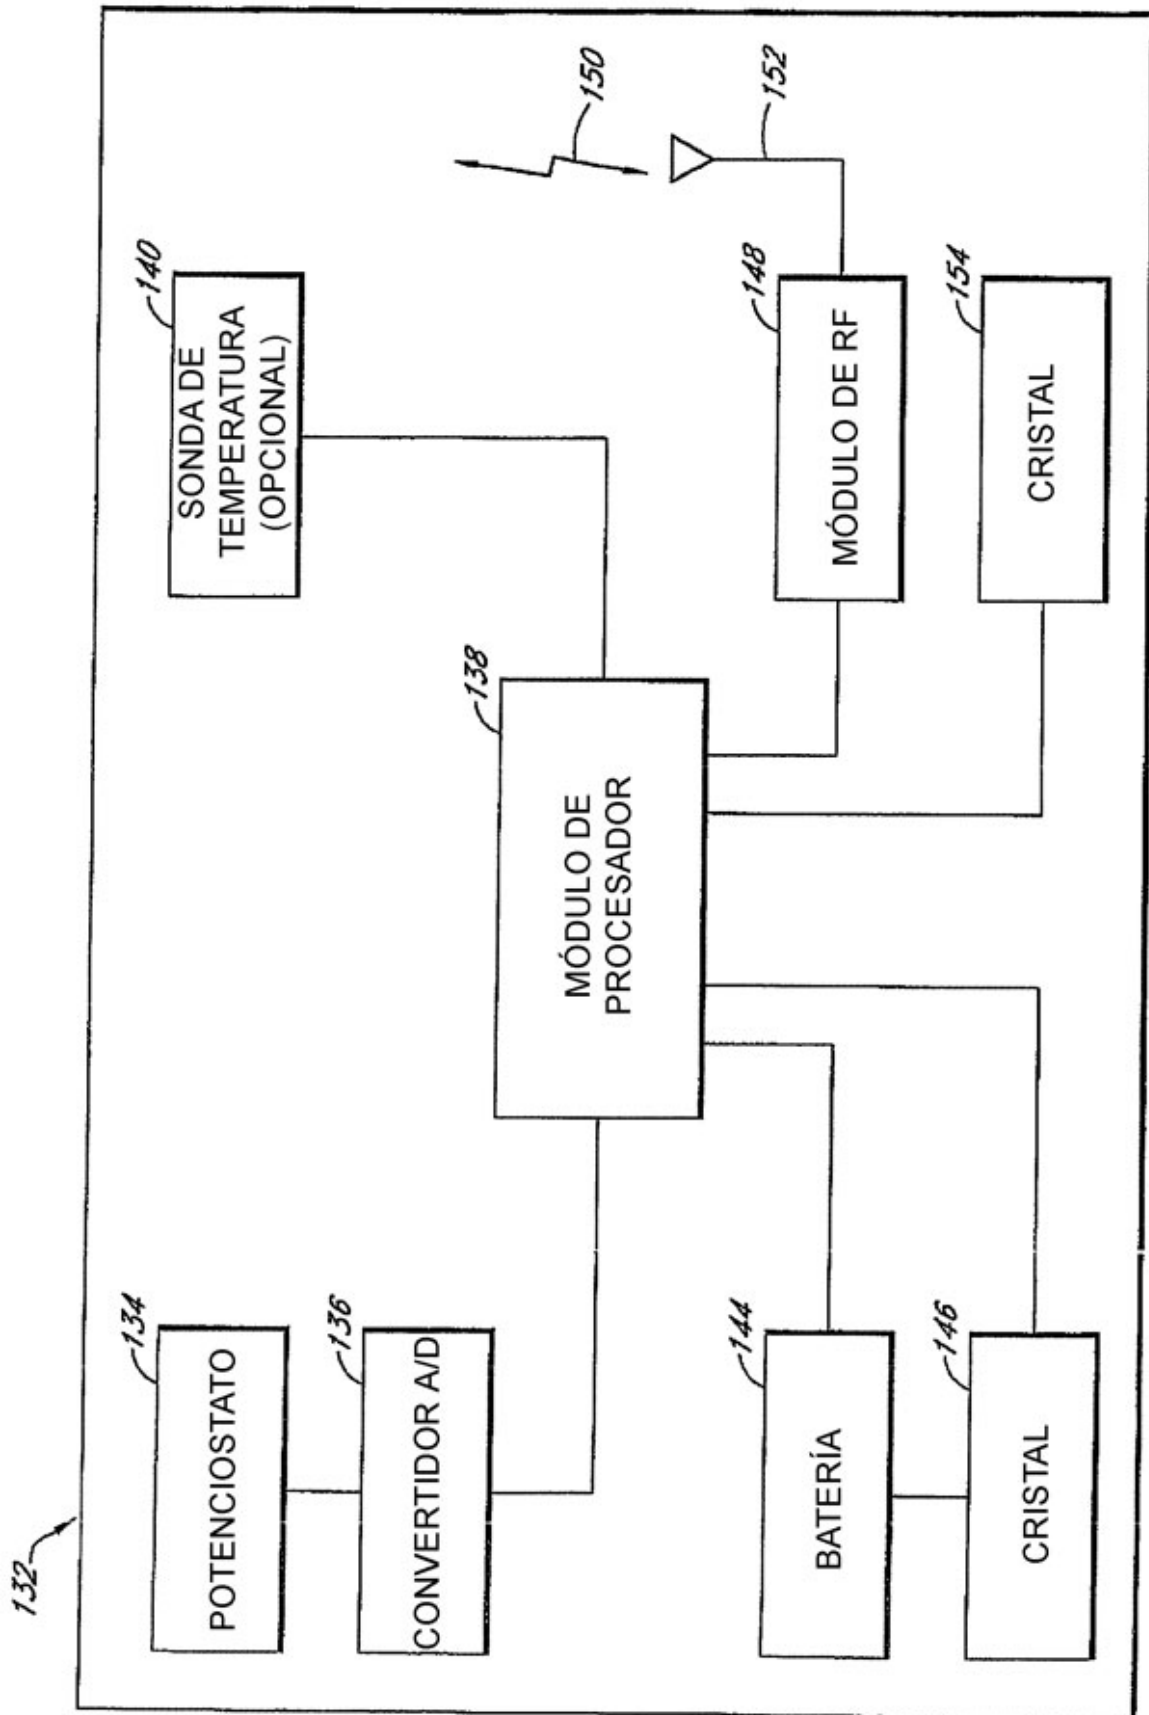 132
134
POTENCIOSTATO
136
CONVERTIDOR A/D
138
MÓDULO DE
PROCESADOR
140
SONDA DE
TEMPERATURA
(OPCIONAL)
144
BATERÍA
146
CRISTAL
148
MÓDULO DE RF
150
152
154
CRISTAL